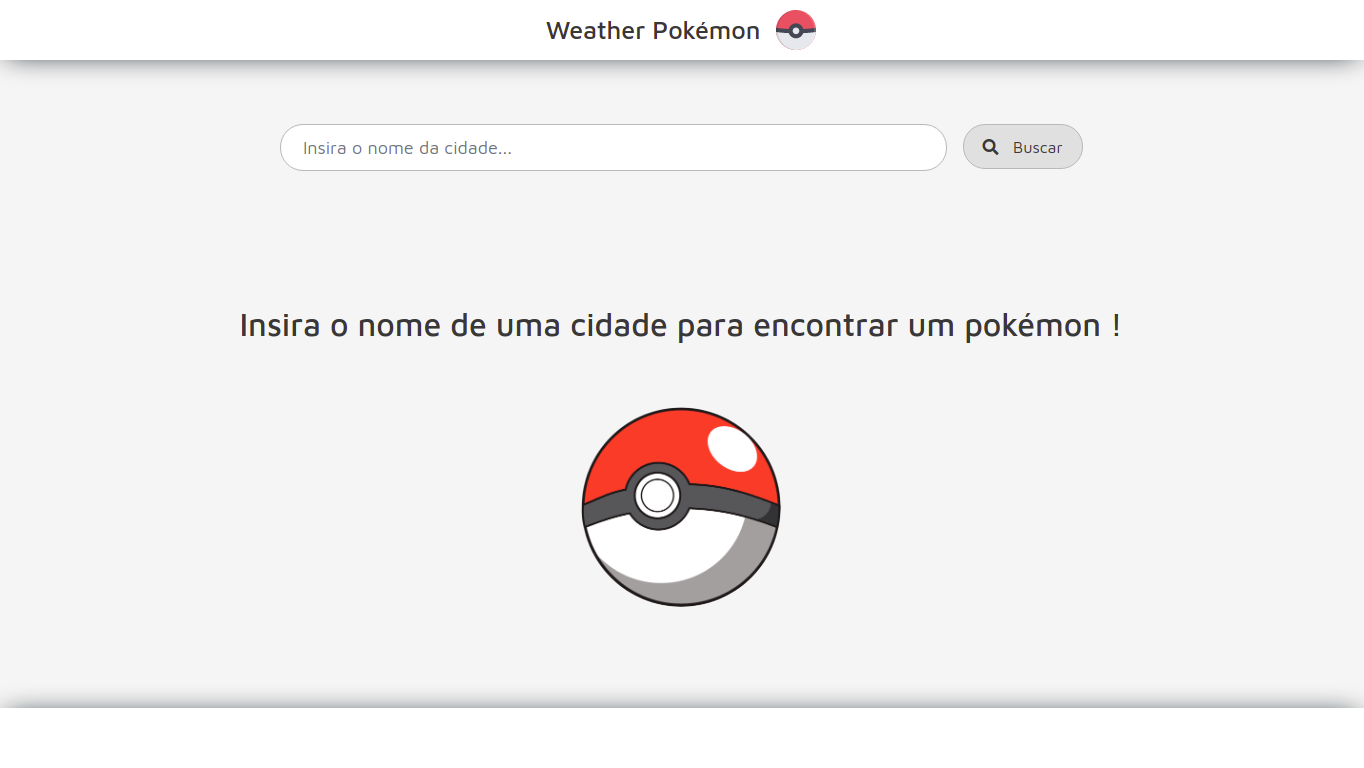 Weather Pokémon
Insira o nome da cidade...
Buscar
Insira o nome de uma cidade para encontrar um pokémon !